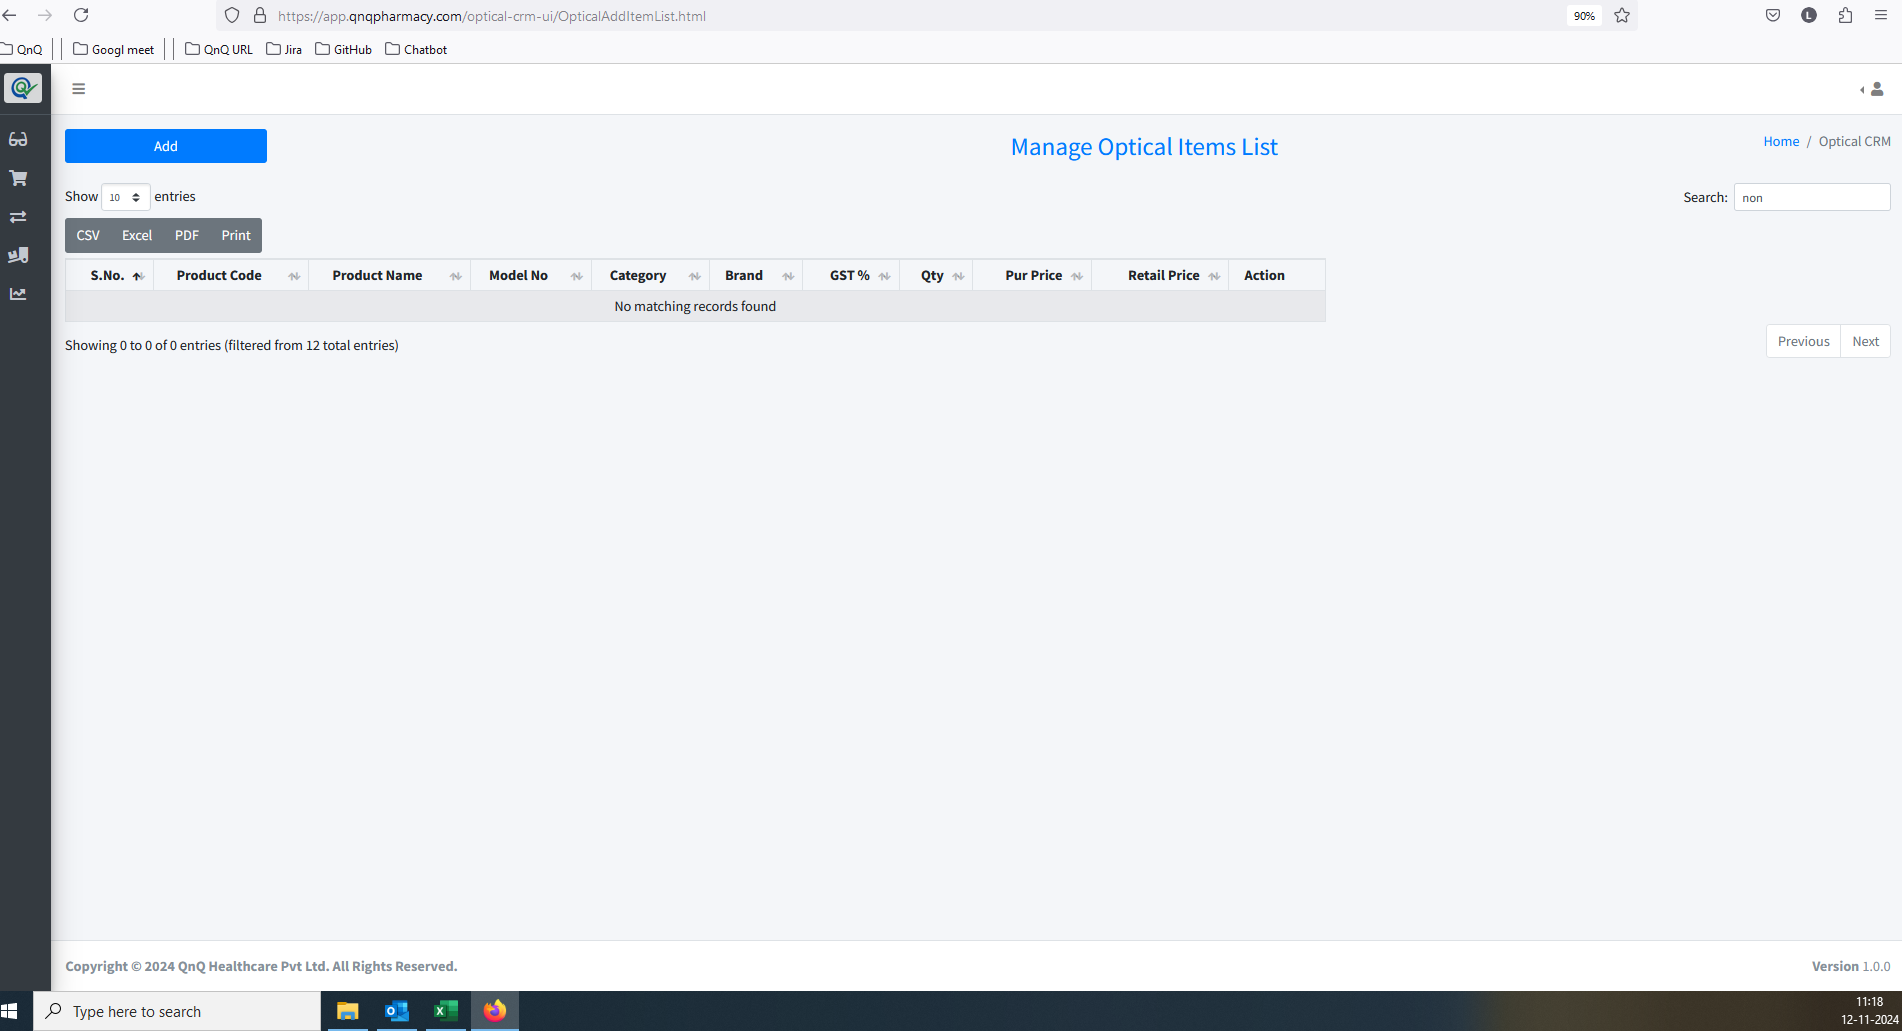 https://app.qnqpharmacy.com/optical-crm-ui/OpticalAddItemList.html 90% L
QnQ Googl meet QnQ URL Jira GitHub Chatbot
Add Manage Optical Items List Home / Optical CRM
Show 10 entries Search: non
CSV Excel PDF Print
S.No. Product Code Product Name Model No Category Brand GST % Qty Pur Price Retail Price Action
No matching records found
Showing 0 to 0 of 0 entries (filtered from 12 total entries) Previous Next
Copyright © 2024 QnQ Healthcare Pvt Ltd. All Rights Reserved. Version 1.0.0
Type here to search 11:18
12-11-2024